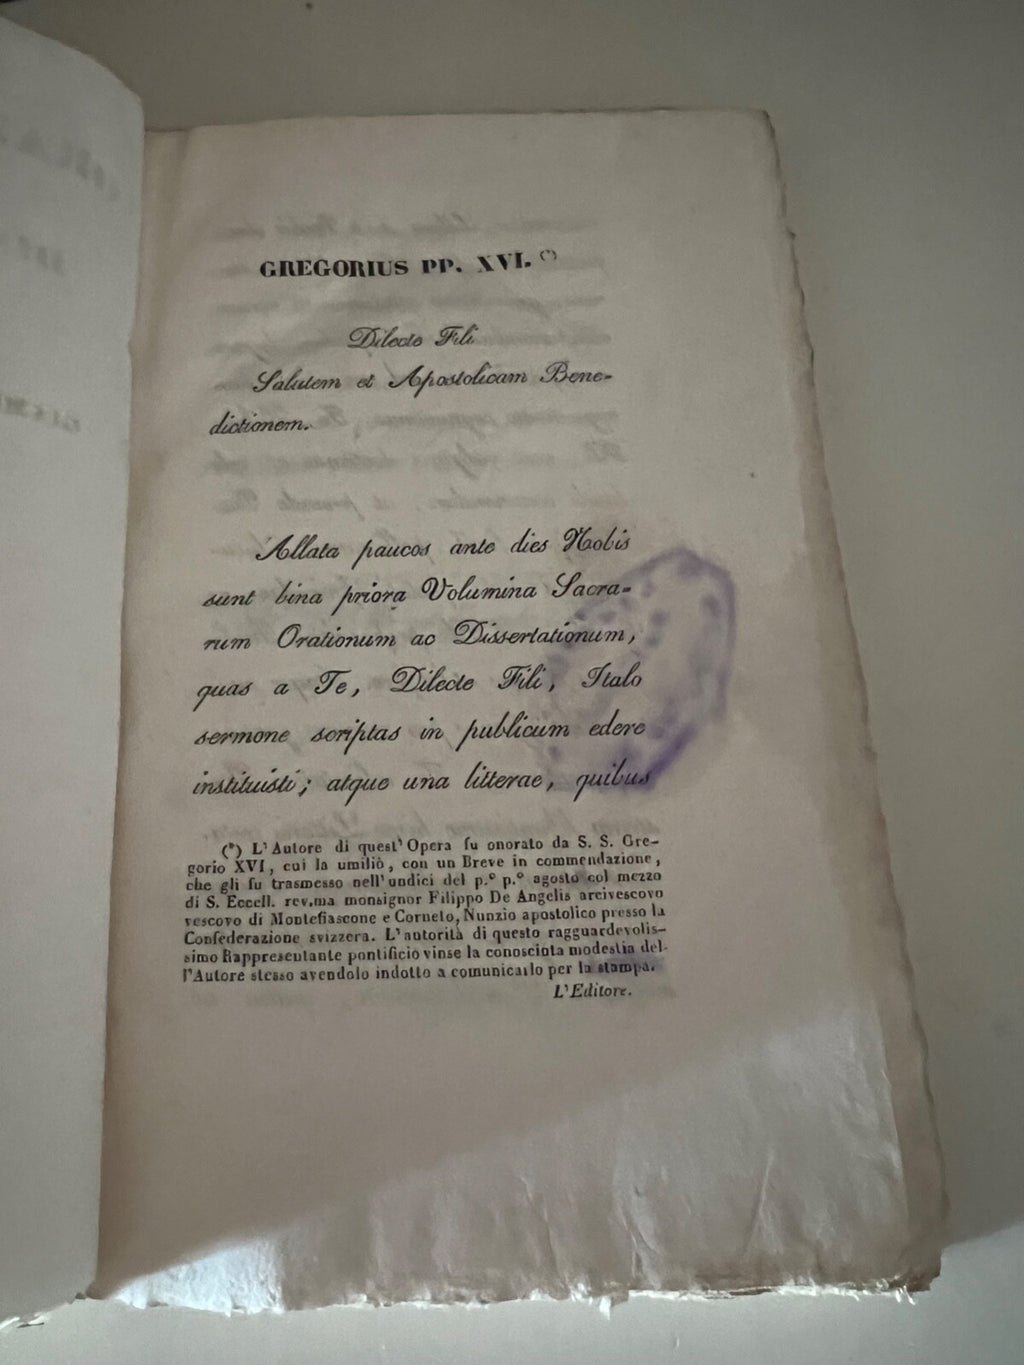 GREGORIUS PP. XVI. (*)
Dilecte Fili
Salutem et Apostolicam Bene-
dictionem.
Allata paucos ante dies Nobis
sunt bina priora Volumina Sacra-
rum Orationum ac Dissertationum,
quas a Te, Dilecte Fili, Italo
sermone scriptas in publicum edere
instituisti; atque una litterae, quibus
(*) L'Autore di quest'Opera fu onorato da S. S. Gre-
gorio XVI, cui la umiliò, con un Breve in commendazione,
che gli fu trasmesso nell'undici del p.° p.° agosto col mezzo
di S. Eccell. rev.ma monsignor Filippo De Angelis arcivescovo
vescovo di Montefiascone e Corneto, Nunzio apostolico presso la
Confederazione svizzera. L'autorità di questo ragguardevolis-
simo Rappresentante pontificio vinse la conosciuta modestia del-
l'Autore stesso avendolo indotto a comunicarlo per la stampa.
L'Editore.